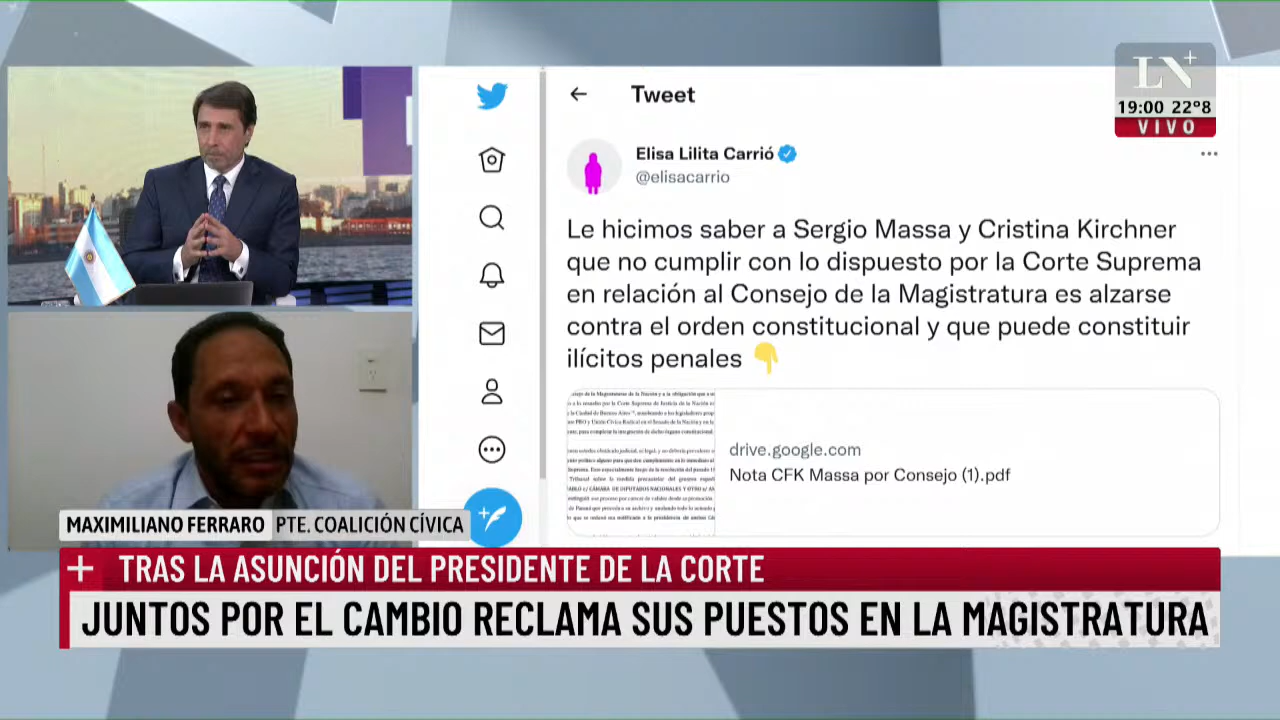 LN+
19:00 22°8
VIVO
Tweet
Elisa Lilita Carrió
@elisacarrio
Le hicimos saber a Sergio Massa y Cristina Kirchner
que no cumplir con lo dispuesto por la Corte Suprema
en relación al Consejo de la Magistratura es alzarse
contra el orden constitucional y que puede constituir
ilícitos penales 👇
drive.google.com
Nota CFK Massa por Consejo (1).pdf
MAXIMILIANO FERRARO PTE. COALICIÓN CÍVICA
+ TRAS LA ASUNCIÓN DEL PRESIDENTE DE LA CORTE
JUNTOS POR EL CAMBIO RECLAMA SUS PUESTOS EN LA MAGISTRATURA